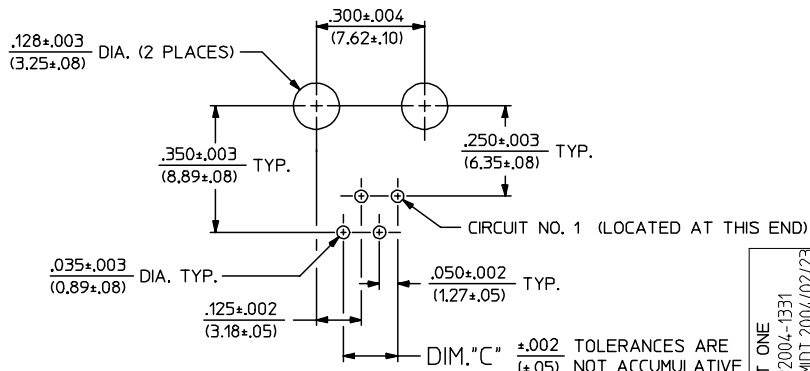 .300±.004
(7.62±.10)
.128±.003
(3.25±.08)
DIA. (2 PLACES)
.350±.003
(8.89±.08)
TYP.
.250±.003
(6.35±.08)
TYP.
CIRCUIT NO. 1 (LOCATED AT THIS END)
.035±.003
(0.89±.08)
DIA. TYP.
.050±.002
(1.27±.05)
TYP.
.125±.002
(3.18±.05)
DIM."C"
±.002
(±.05)
TOLERANCES ARE
NOT ACCUMULATIVE
T ONE
2004-1331
2004/02/23